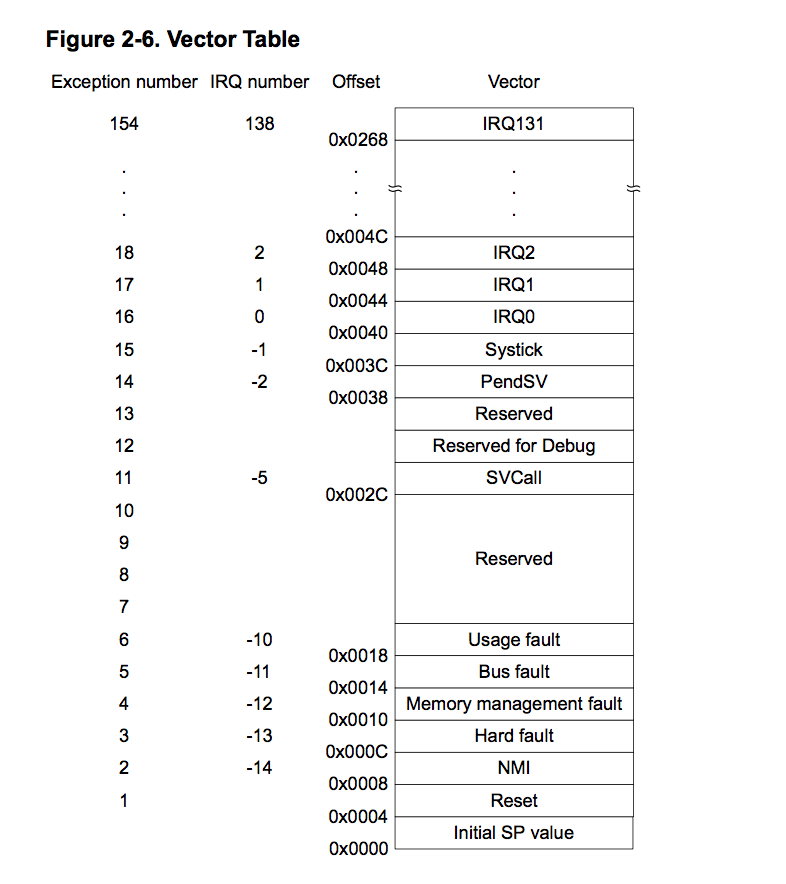 Figure 2-6. Vector Table
Exception number IRQ number Offset Vector
154 138 IRQ131
0x0268
. . .
. . .
. . .
0x004C
18 2 IRQ2
0x0048
17 1 IRQ1
0x0044
16 0 IRQ0
0x0040
15 -1 Systick
0x003C
14 -2 PendSV
0x0038
13 Reserved
12 Reserved for Debug
11 -5 SVCall
0x002C
10
9
Reserved
8
7
6 -10 Usage fault
0x0018
5 -11 Bus fault
0x0014
4 -12 Memory management fault
0x0010
3 -13 Hard fault
0x000C
2 -14 NMI
0x0008
1 Reset
0x0004
Initial SP value
0x0000